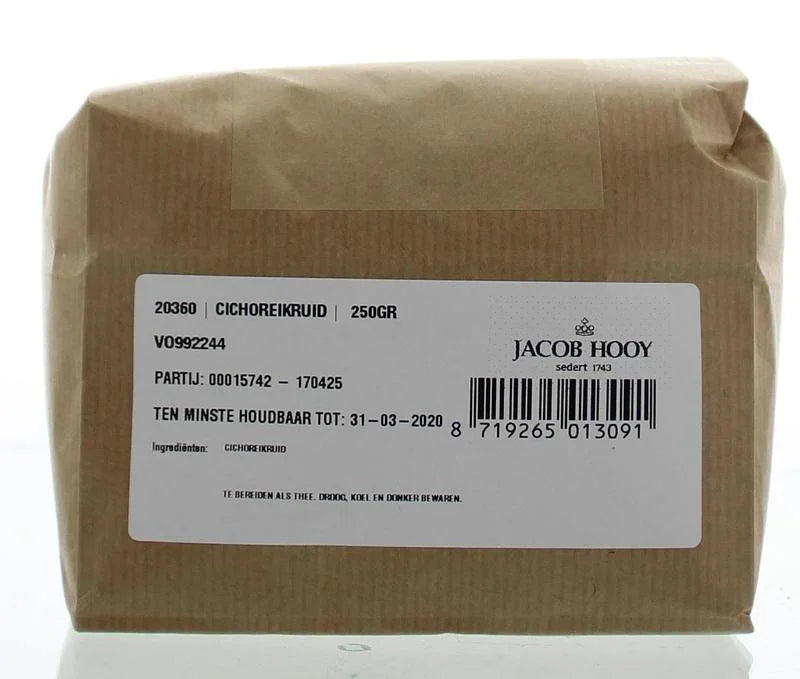 20360 | CICHOREIKRUID | 250GR
VO992244
PARTIJ: 00015742 – 170425
TEN MINSTE HOUDBAAR TOT: 31-03-2020
Ingrediënten: CICHOREIKRUID
TE BEREIDEN ALS THEE. DROOG, KOEL EN DONKER BEWAREN.
JACOB HOOY
sedert 1743
8 719265 013091